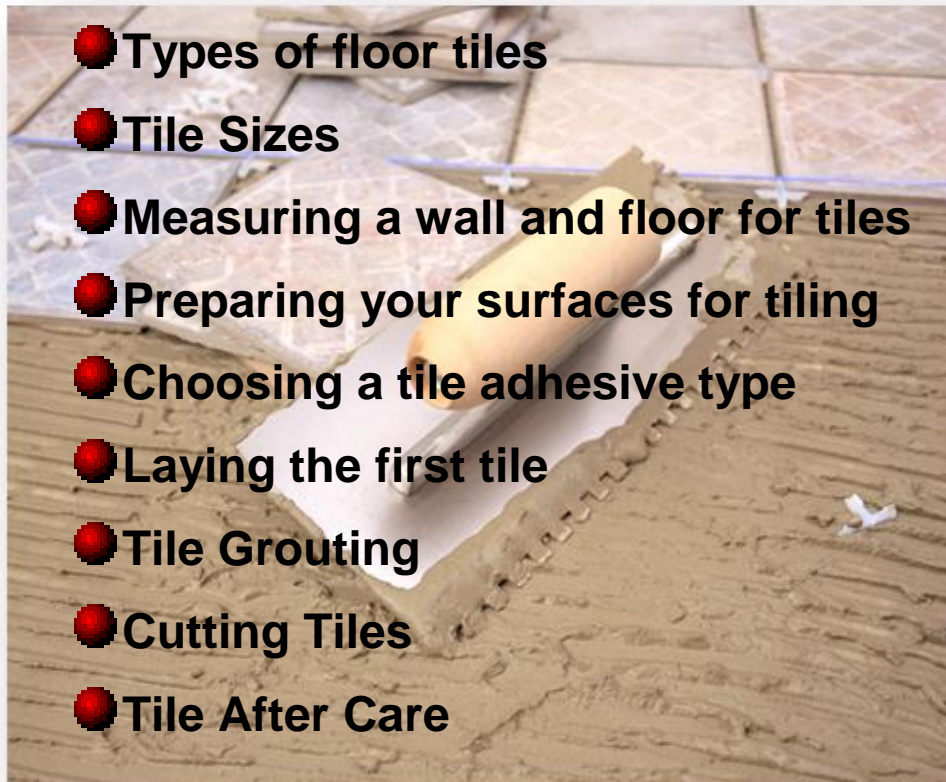 Types of floor tiles
Tile Sizes
Measuring a wall and floor for tiles
Preparing your surfaces for tiling
Choosing a tile adhesive type
Laying the first tile
Tile Grouting
Cutting Tiles
Tile After Care